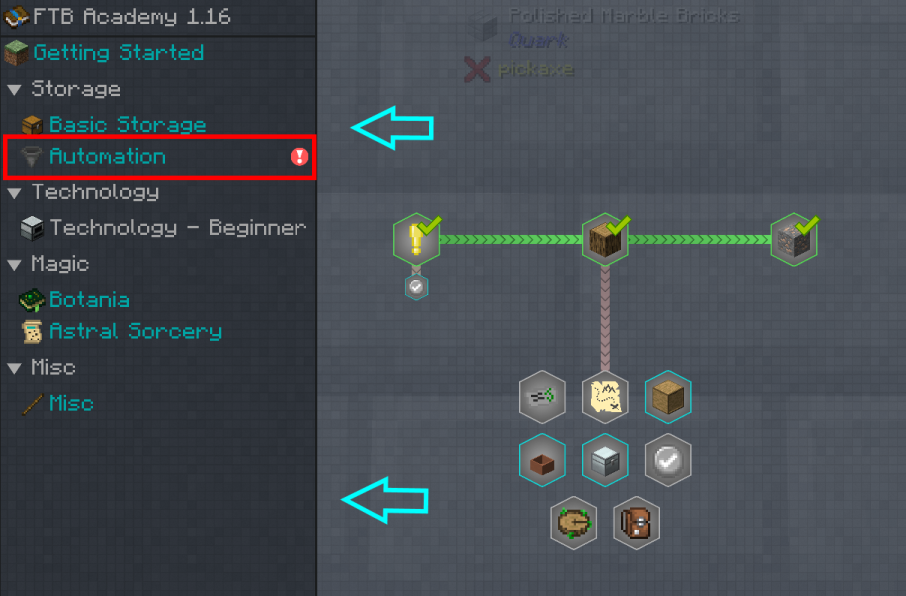 FTB Academy 1.16
Getting Started
Storage
Basic Storage
Automation
Technology
Technology - Beginner
Magic
Botania
Astral Sorcery
Misc
Misc
Polished Marble Bricks
Quark
pickaxe